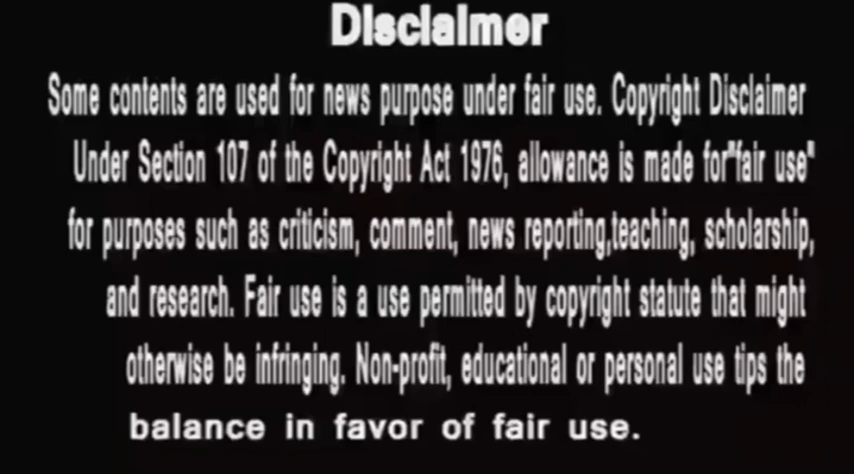 Disclaimer
Some contents are used for news purpose under fair use. Copyright Disclaimer
Under Section 107 of the Copyright Act 1976, allowance is made for"fair use"
for purposes such as criticism, comment, news reporting,teaching, scholarship,
and research. Fair use is a use permitted by copyright statute that might
otherwise be infringing. Non-profit, educational or personal use tips the
balance in favor of fair use.